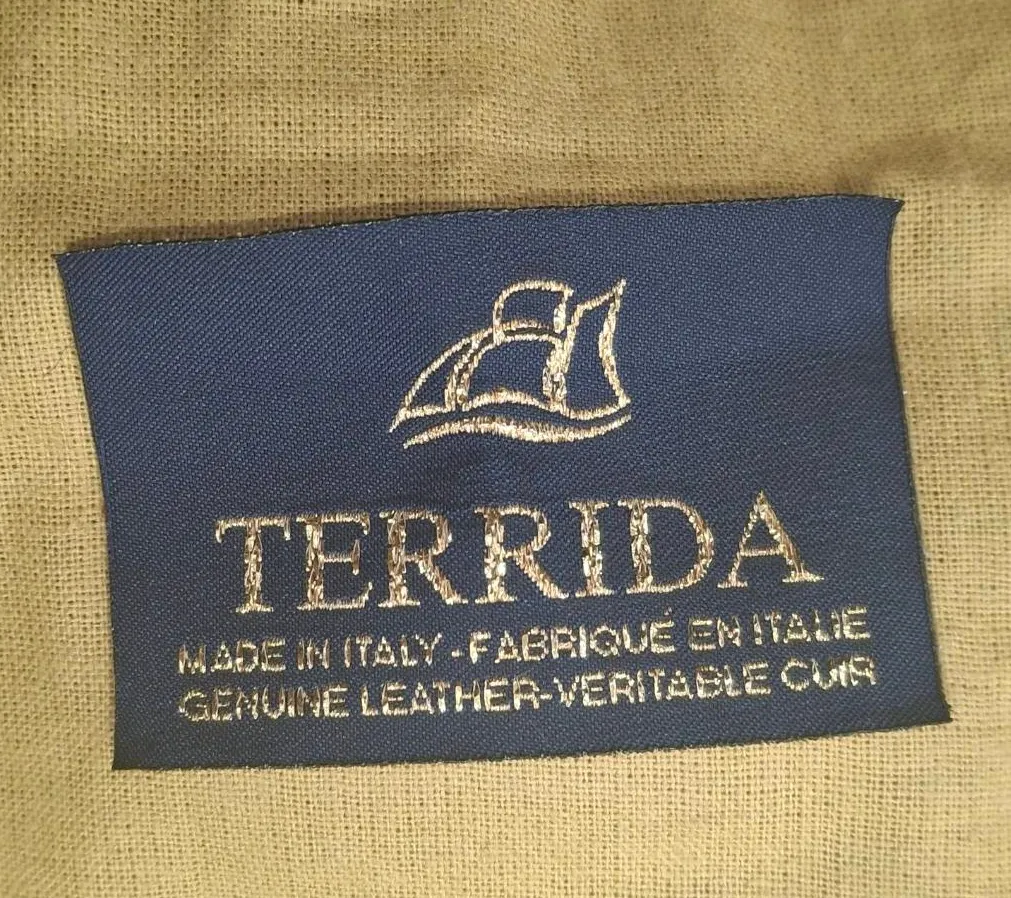 TERRIDA
MADE IN ITALY - FABRIQUÉ EN ITALIE
GENUINE LEATHER-VERITABLE CUIR